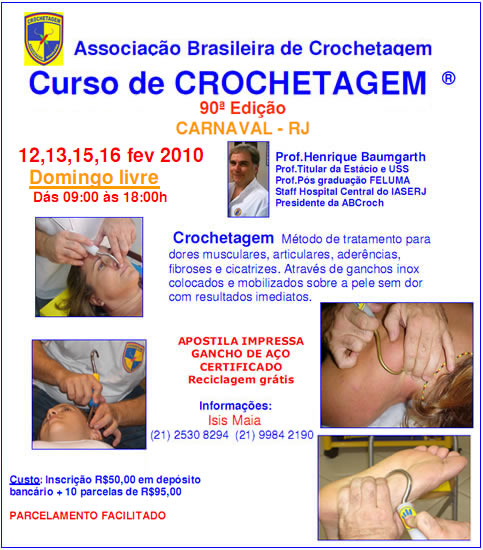 CROCHETAGEM
Associação Brasileira de Crochetagem
Curso de CROCHETAGEM ®
90ª Edição
CARNAVAL - RJ
12,13,15,16 fev 2010
Domingo livre
Dás 09:00 às 18:00h
Prof.Henrique Baumgarth
Prof.Titular da Estácio e USS
Prof.Pós graduação FELUMA
Staff Hospital Central do IASERJ
Presidente da ABCroch
Crochetagem Método de tratamento para
dores musculares, articulares, aderências,
fibroses e cicatrizes. Através de ganchos inox
colocados e mobilizados sobre a pele sem dor
com resultados imediatos.
APOSTILA IMPRESSA
GANCHO DE AÇO
CERTIFICADO
Reciclagem grátis
Informações:
Isis Maia
(21) 2530 8294 (21) 9984 2190
Custo: Inscrição R$50,00 em depósito
bancário + 10 parcelas de R$95,00
PARCELAMENTO FACILITADO